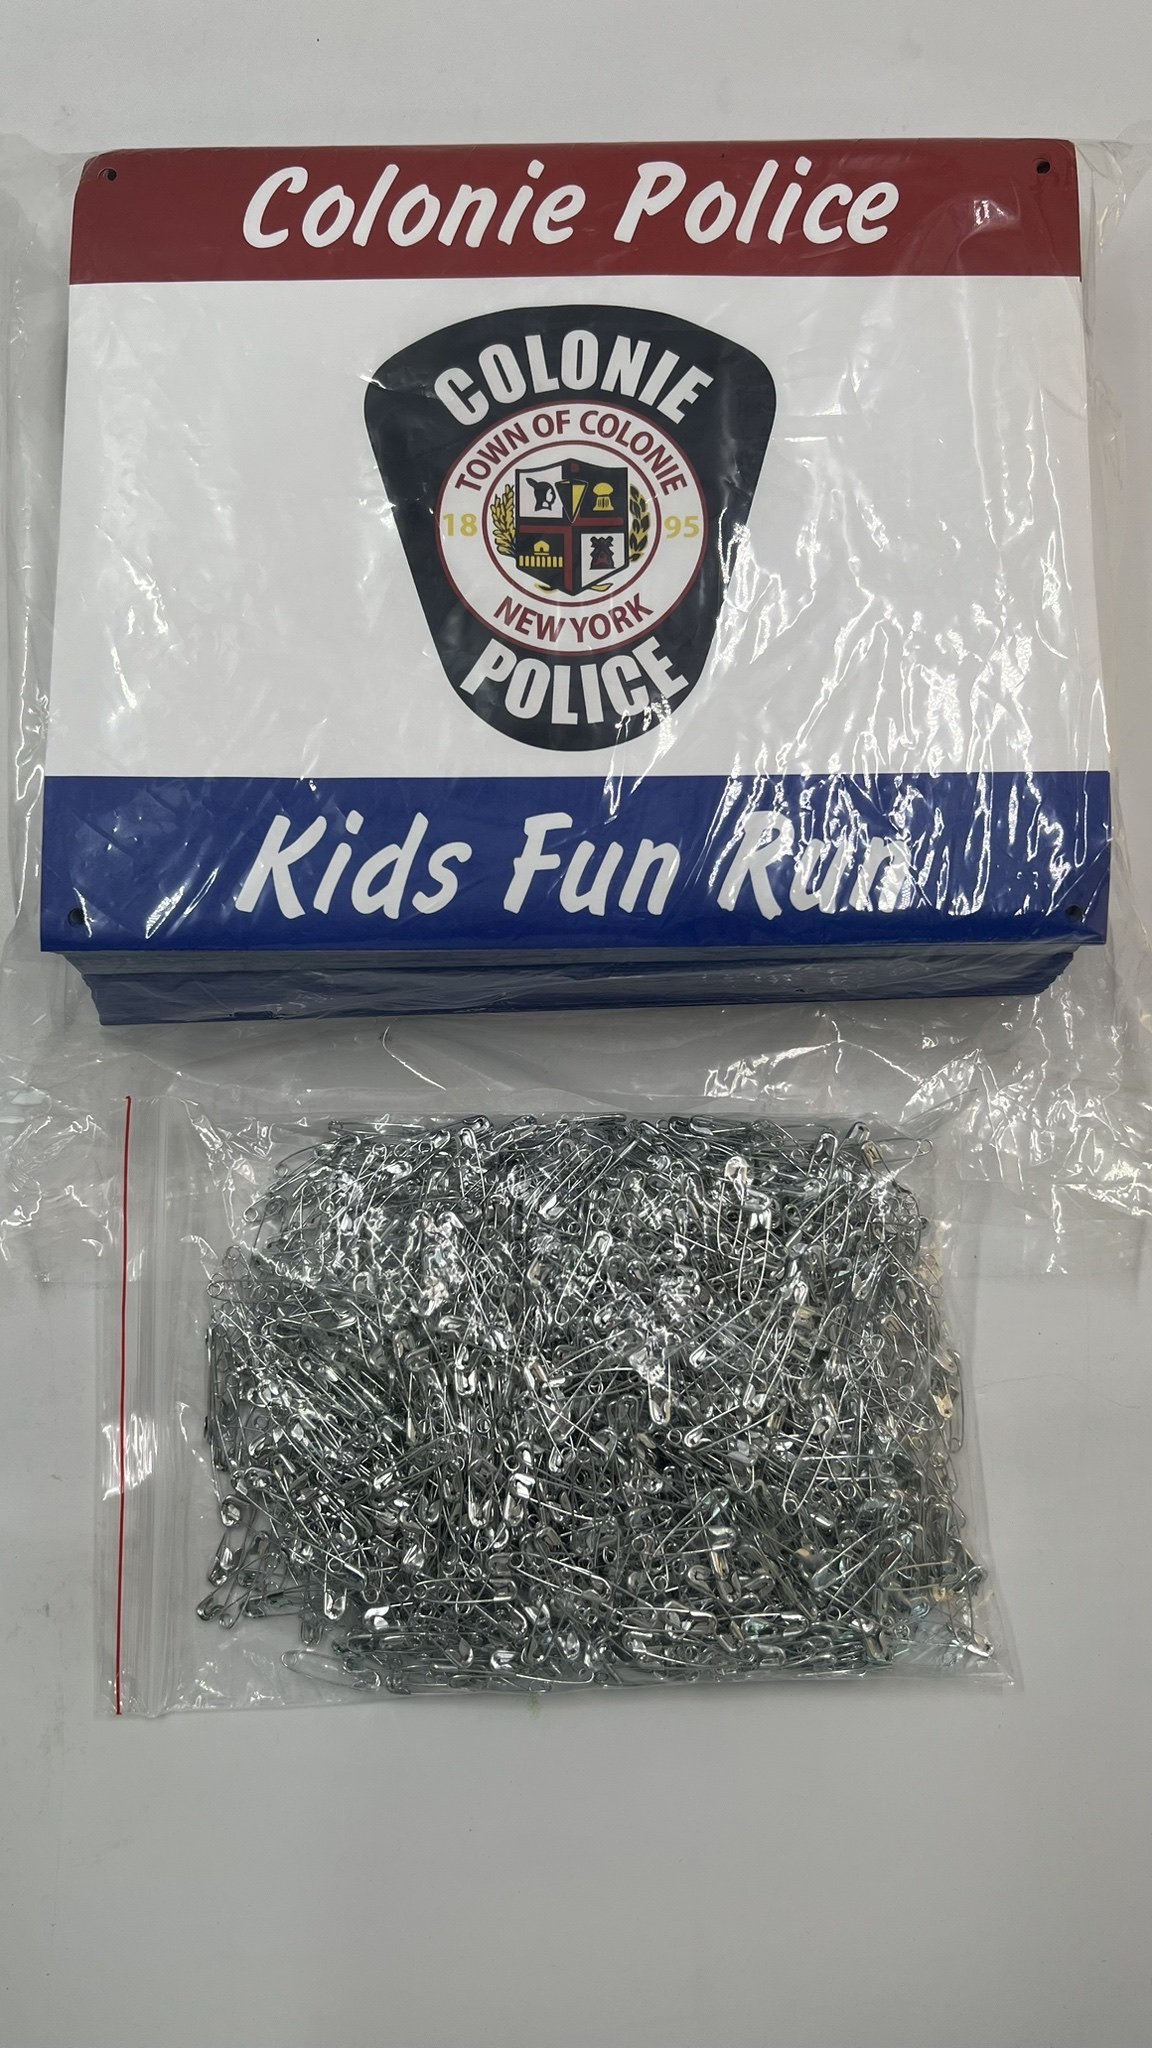 Colonie Police
COLONIE
TOWN OF COLONIE
18 95
NEW YORK
POLICE
Kids Fun Run